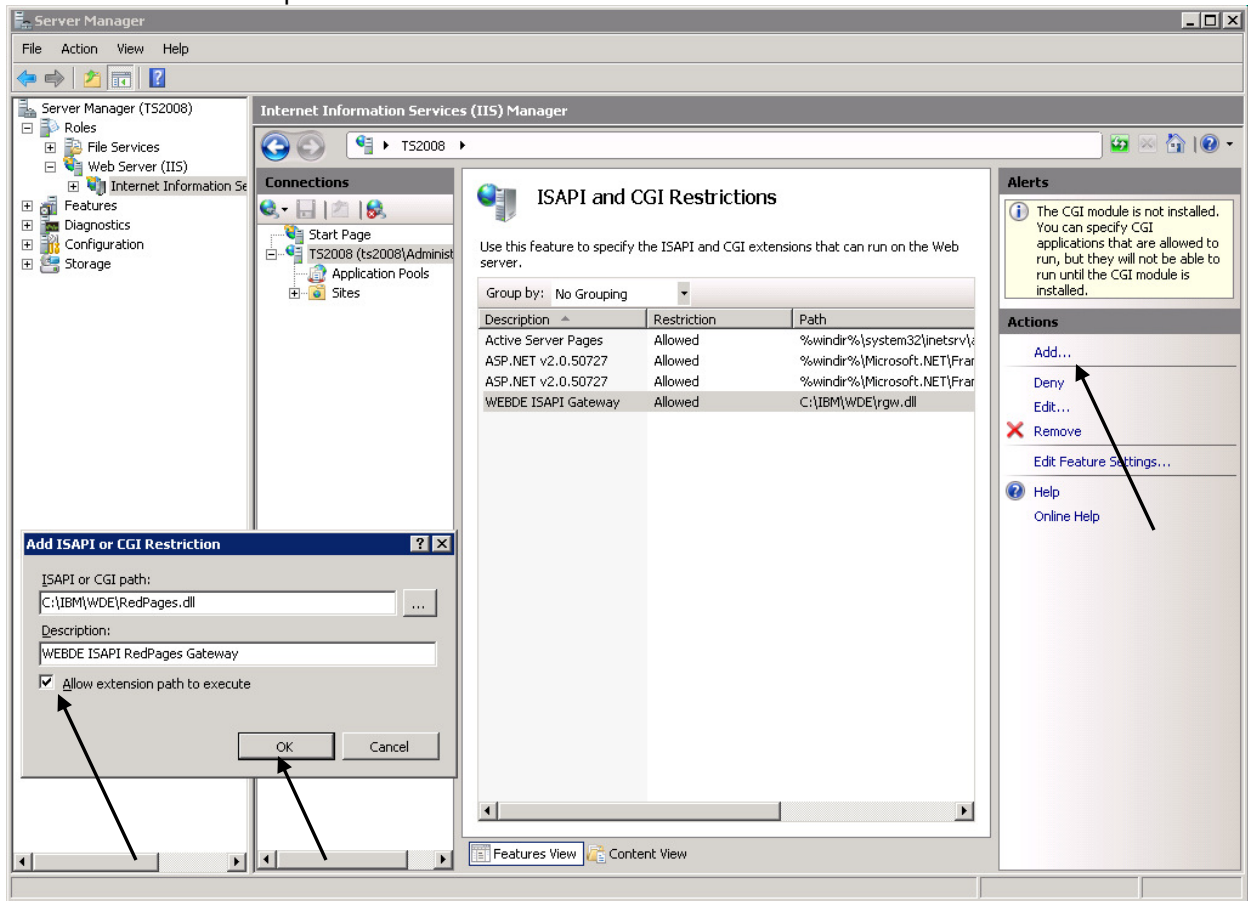 Server Manager
File Action View Help
Server Manager (TS2008)
Roles
File Services
Web Server (IIS)
Internet Information Se
Features
Diagnostics
Configuration
Storage
Internet Information Services (IIS) Manager
TS2008
Connections
Start Page
TS2008 (ts2008\Administ
Application Pools
Sites
ISAPI and CGI Restrictions
Use this feature to specify the ISAPI and CGI extensions that can run on the Web
server.
Group by: No Grouping
Description Restriction Path
Active Server Pages Allowed %windir%\system32\inetsrv\a
ASP.NET v2.0.50727 Allowed %windir%\Microsoft.NET\Fram
ASP.NET v2.0.50727 Allowed %windir%\Microsoft.NET\Fram
WEBDE ISAPI Gateway Allowed C:\IBM\WDE\rgw.dll
Features View Content View
Alerts
The CGI module is not installed.
You can specify CGI
applications that are allowed to
run, but they will not be able to
run until the CGI module is
installed.
Actions
Add...
Deny
Edit...
Remove
Edit Feature Settings...
Help
Online Help
Add ISAPI or CGI Restriction
ISAPI or CGI path:
C:\IBM\WDE\RedPages.dll
...
Description:
WEBDE ISAPI RedPages Gateway
Allow extension path to execute
OK Cancel